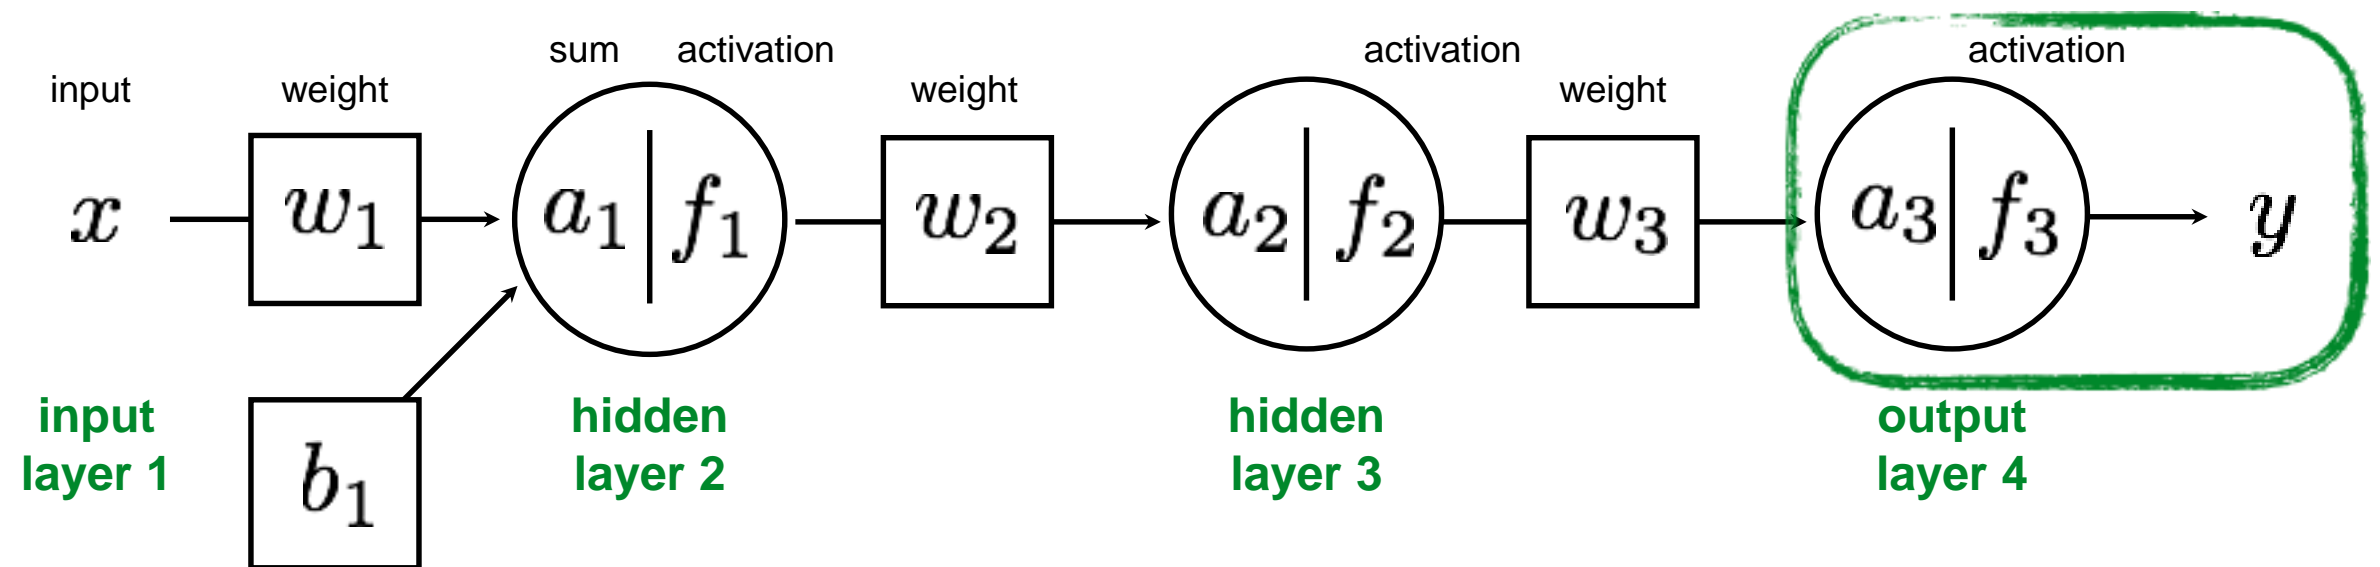 sum activation activation activation
input weight weight weight
x w₁ a₁ | f₁ w₂ a₂ | f₂ w₃ a₃ | f₃ y
input hidden hidden output
layer 1 layer 2 layer 3 layer 4
b₁